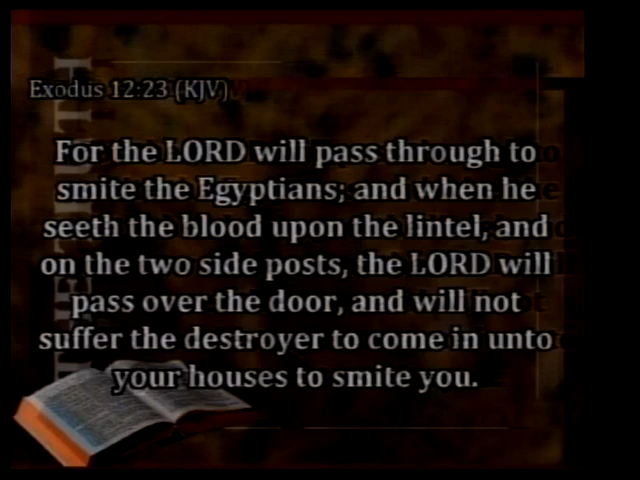 Exodus 12:23 (KJV)
For the LORD will pass through to
smite the Egyptians; and when he
seeth the blood upon the lintel, and
on the two side posts, the LORD will
pass over the door, and will not
suffer the destroyer to come in unto
your houses to smite you.